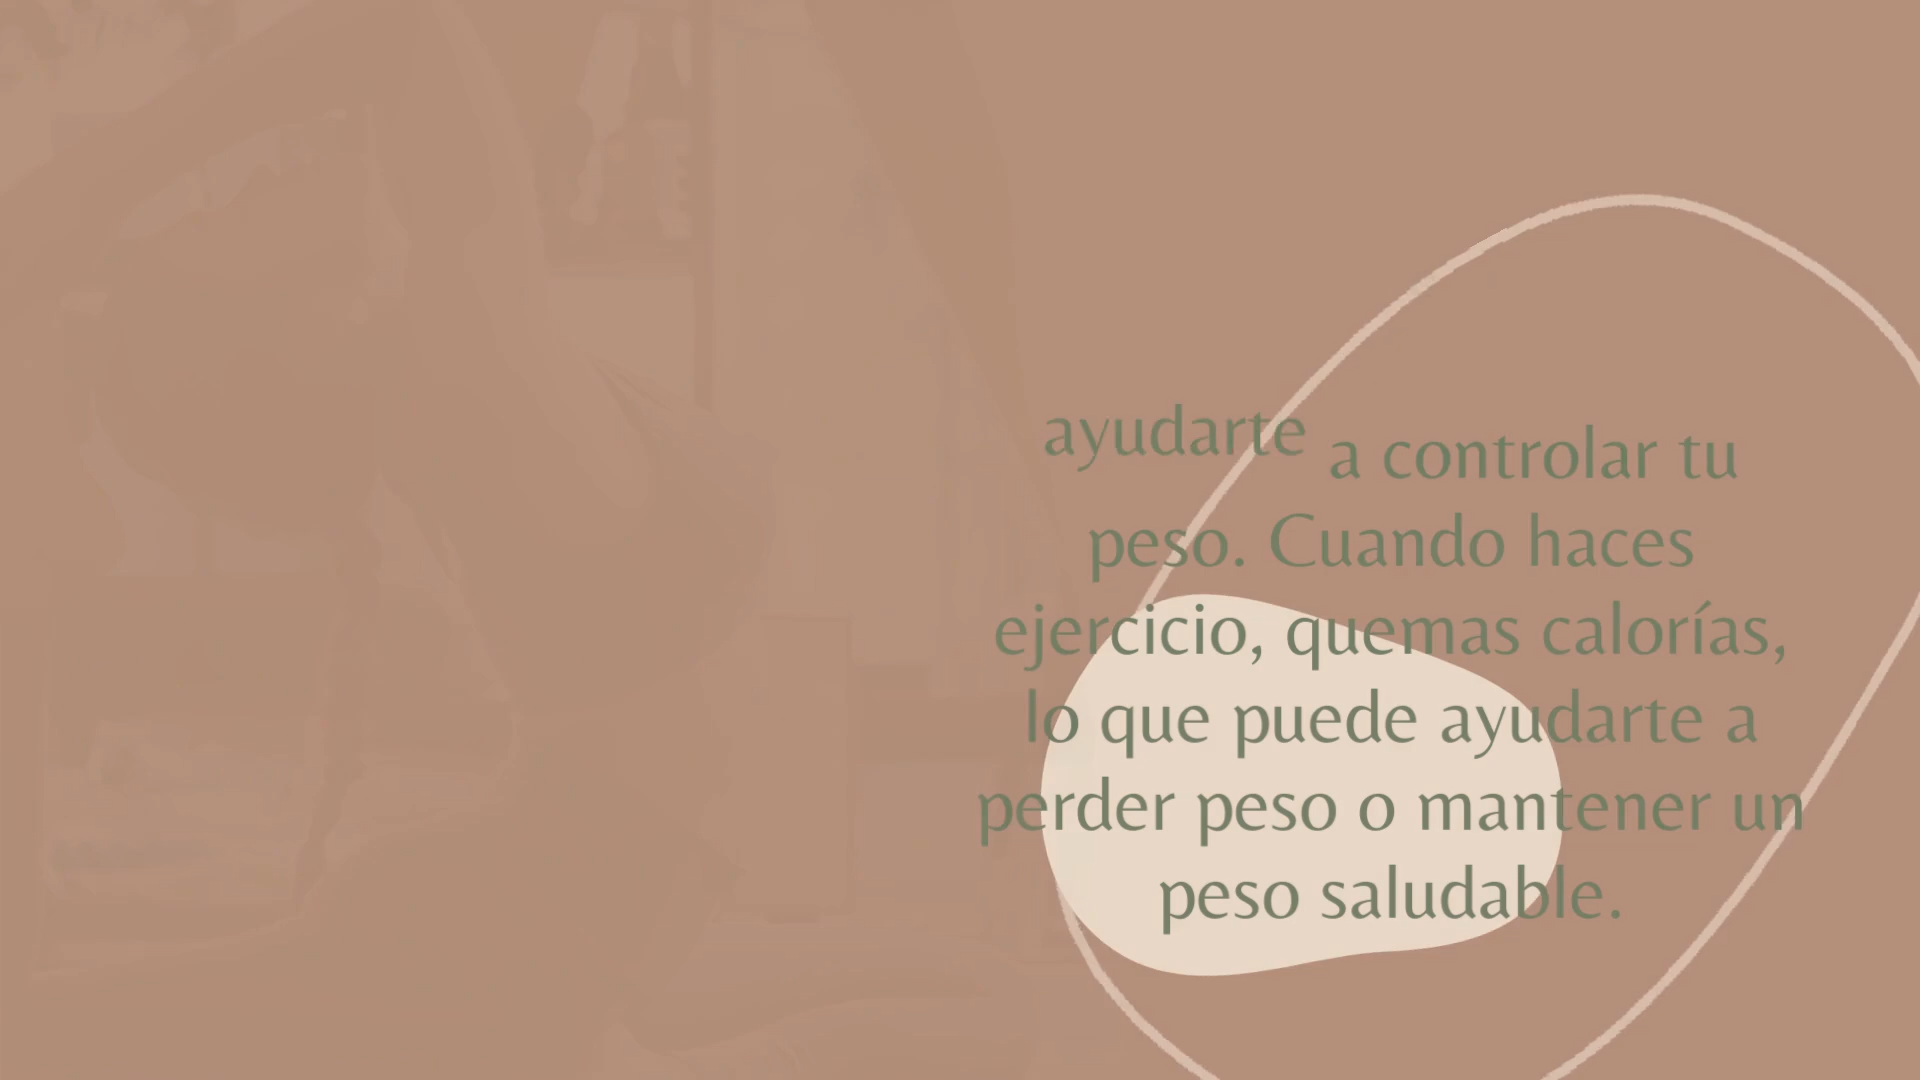 ayudarte a controlar tu
peso. Cuando haces
ejercicio, quemas calorías,
lo que puede ayudarte a
perder peso o mantener un
peso saludable.